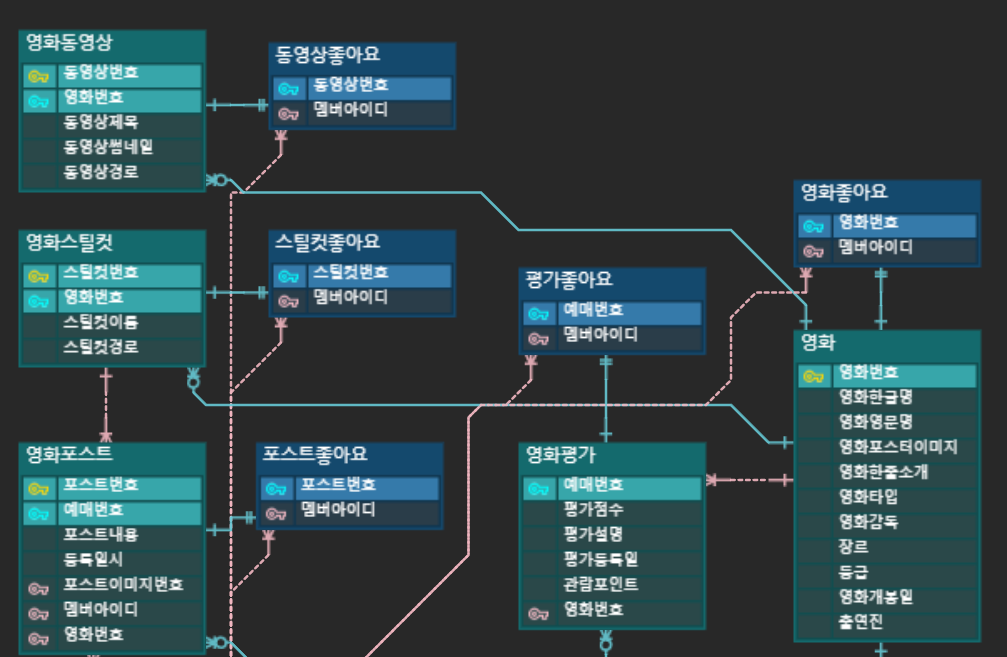 영화동영상
동영상번호
영화번호
동영상제목
동영상썸네일
동영상경로
동영상좋아요
동영상번호
멤버아이디
영화스틸컷
스틸컷번호
영화번호
스틸컷이름
스틸컷경로
스틸컷좋아요
스틸컷번호
멤버아이디
평가좋아요
예매번호
멤버아이디
영화좋아요
영화번호
멤버아이디
영화
영화번호
영화한글명
영화영문명
영화포스터이미지
영화한줄소개
영화타입
영화감독
장르
등급
영화개봉일
출연진
영화포스트
포스트번호
예매번호
포스트내용
등록일시
포스트이미지번호
멤버아이디
영화번호
포스트좋아요
포스트번호
멤버아이디
영화평가
예매번호
평가점수
평가설명
평가등록일
관람포인트
영화번호